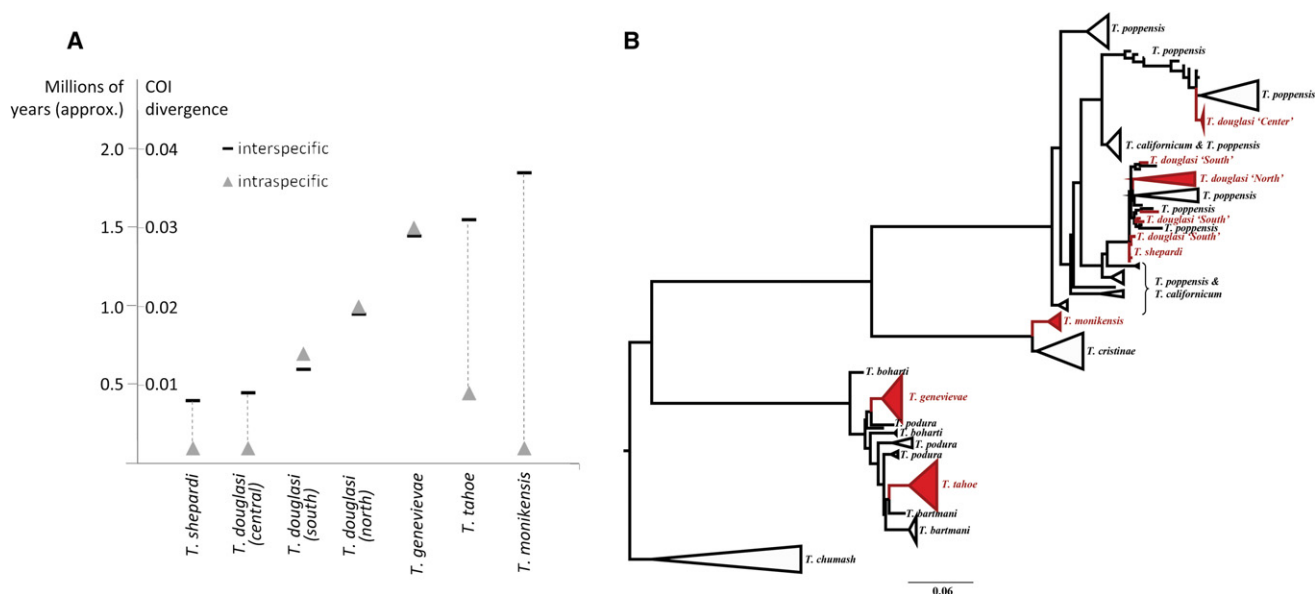 A
Millions of years (approx.)
COI divergence
2.0
0.04
1.5
0.03
1.0
0.02
0.5
0.01
interspecific
intraspecific
T. shepardi
T. douglasi (central)
T. douglasi (south)
T. douglasi (north)
T. genevievae
T. tahoe
T. monikensis
B
T. poppensis
T. poppensis
T. poppensis
T. douglasi 'Center'
T. californicum & T. poppensis
T. douglasi 'South'
T. douglasi 'North'
T. poppensis
T. poppensis
T. douglasi 'South'
T. poppensis
T. douglasi 'South'
T. shepardi
T. poppensis &
T. californicum
T. monikensis
T. cristinae
T. boharti
T. genevievae
T. podura
T. boharti
T. podura
T. podura
T. tahoe
T. bartmani
T. bartmani
T. chumash
0.06